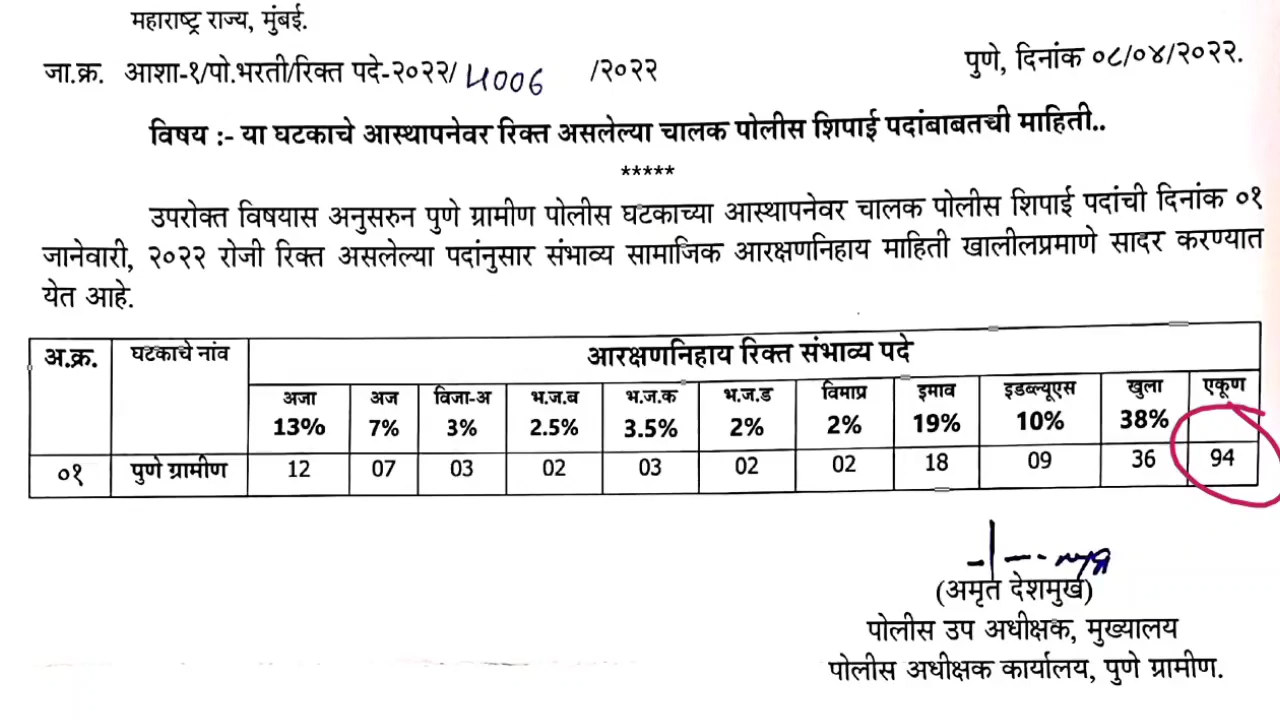 महाराष्ट्र राज्य, मुंबई.
जा.क्र. आशा-१/पो.भरती/रिक्त पदे-२०२२/ 4006 /२०२२ पुणे, दिनांक ०८/०४/२०२२.
विषय :- या घटकाचे आस्थापनेवर रिक्त असलेल्या चालक पोलीस शिपाई पदांबाबतची माहिती..
*****
उपरोक्त विषयास अनुसरुन पुणे ग्रामीण पोलीस घटकाच्या आस्थापनेवर चालक पोलीस शिपाई पदांची दिनांक ०१
जानेवारी, २०२२ रोजी रिक्त असलेल्या पदांनुसार संभाव्य सामाजिक आरक्षणनिहाय माहिती खालीलप्रमाणे सादर करण्यात
येत आहे.
अ.क्र. घटकाचे नांव आरक्षणनिहाय रिक्त संभाव्य पदे
अजा अज विजा-अ भ.ज.ब भ.ज.क भ.ज.ड विमाप्र इमाव इडब्ल्यूएस खुला एकूण
13% 7% 3% 2.5% 3.5% 2% 2% 19% 10% 38%
०१ पुणे ग्रामीण 12 07 03 02 03 02 02 18 09 36 94
(अमृत देशमुख)
पोलीस उप अधीक्षक, मुख्यालय
पोलीस अधीक्षक कार्यालय, पुणे ग्रामीण.